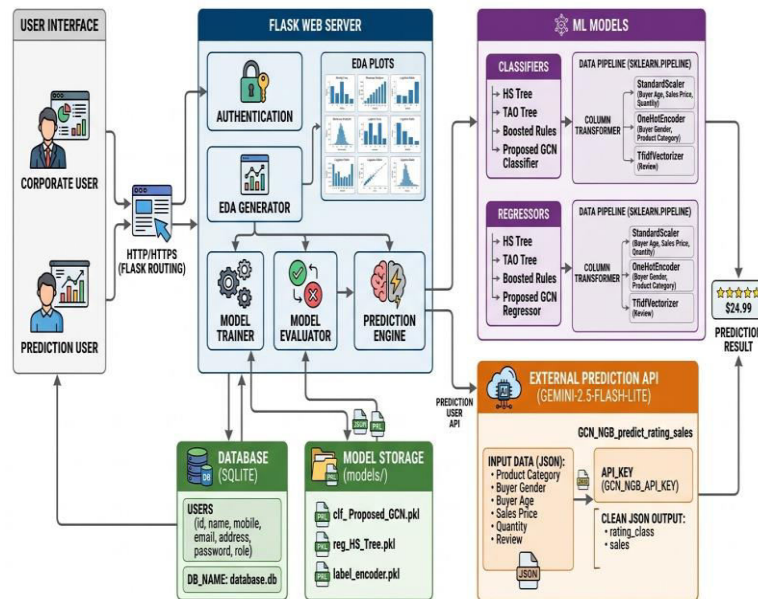 USER INTERFACE
CORPORATE USER
PREDICTION USER
HTTP/HTTPS
(FLASK ROUTING)
FLASK WEB SERVER
AUTHENTICATION
EDA GENERATOR
EDA PLOTS
MODEL
TRAINER
MODEL
EVALUATOR
PREDICTION
ENGINE
ML MODELS
CLASSIFIERS
HS Tree
TAO Tree
Boosted Rules
Proposed GCN
Classifier
DATA PIPELINE (SKLEARN.PIPELINE)
COLUMN
TRANSFORMER
StandardScaler
(Buyer Age, Sales Price,
Quantity)
OneHotEncoder
(Buyer Gender,
Product Category)
TfidfVectorizer
(Review)
REGRESSORS
HS Tree
TAO Tree
Boosted Rules
Proposed GCN
Regressor
DATA PIPELINE (SKLEARN.PIPELINE)
COLUMN
TRANSFORMER
StandardScaler
(Buyer Age, Sales Price,
Qnantity)
OneHotEncoder
(Buyer Gender,
Product Category)
TfidfVectorizer
(Review)
$24.99
PREDICTION
RESULT
PREDICTION
USER
API
JSON
PKL
DATABASE
(SQLITE)
DB
USERS
(id, name, mobile,
email, address,
password, role)
DB_NAME: database.db
MODEL STORAGE
(models/)
clf_Proposed_GCN.pkl
reg_HS_Tree.pkl
label_encoder.pkl
EXTERNAL PREDICTION API
(GEMINI-2.5-FLASH-LITE)
GCN_NGB_predict_rating_sales
INPUT DATA (JSON):
• Product Category
• Buyer Gender
• Buyer Age
• Sales Price
• Quantity
• Review
JSON
API_KEY
(GCN_NGB_API_KEY)
CLEAN JSON OUTPUT:
• rating_class
• sales